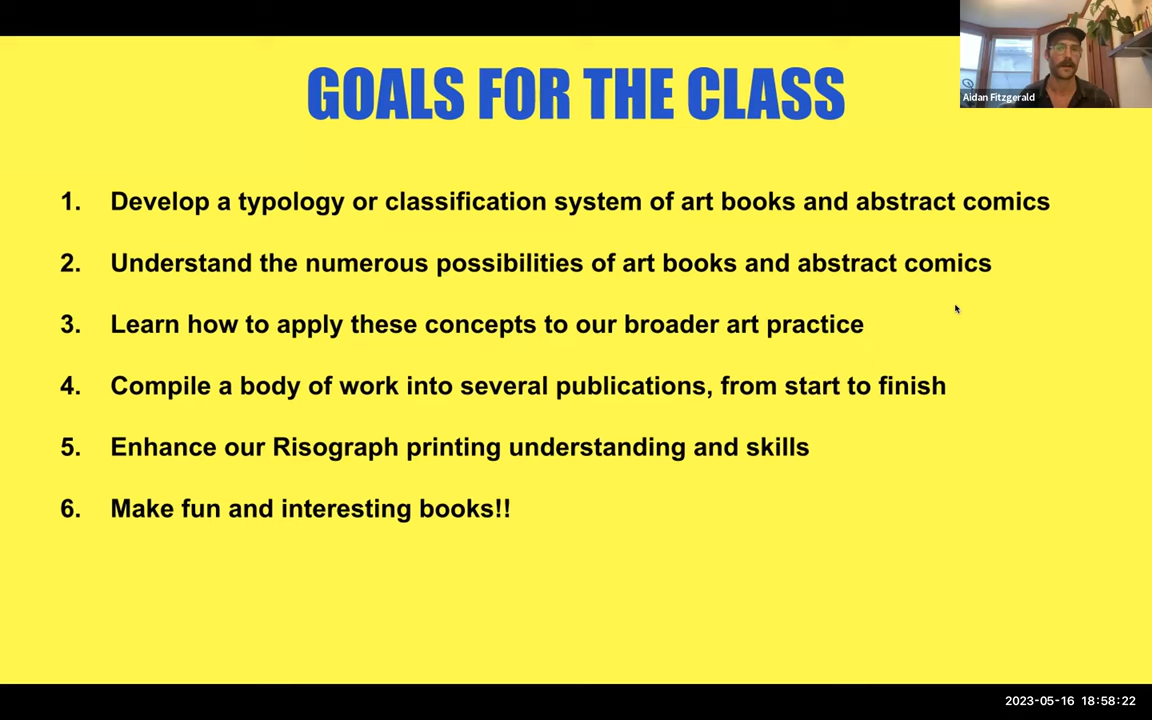 GOALS FOR THE CLASS
Aidan Fitzgerald
1. Develop a typology or classification system of art books and abstract comics
2. Understand the numerous possibilities of art books and abstract comics
3. Learn how to apply these concepts to our broader art practice
4. Compile a body of work into several publications, from start to finish
5. Enhance our Risograph printing understanding and skills
6. Make fun and interesting books!!
2023-05-16 18:58:22